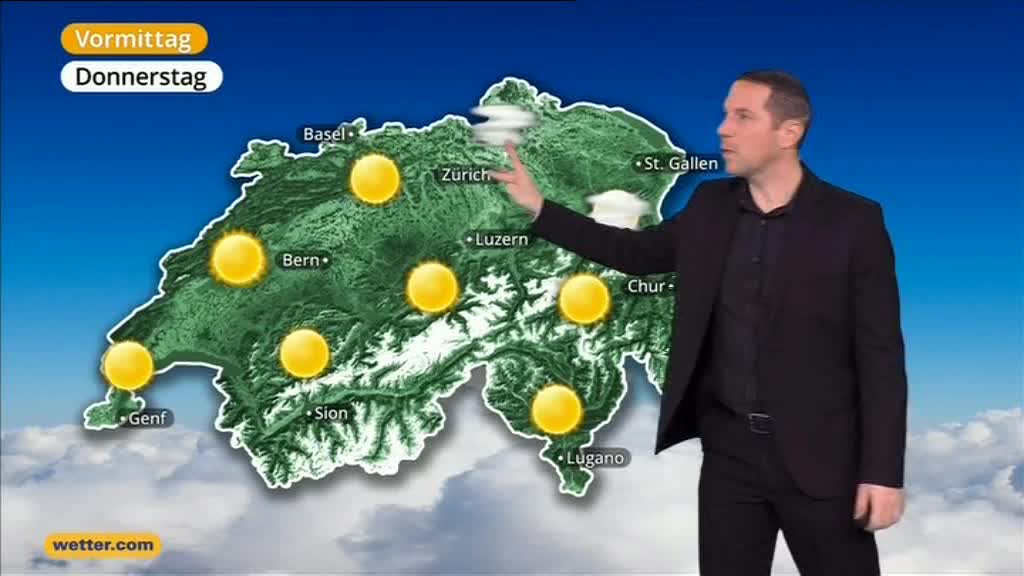 Vormittag
Donnerstag
Basel
Zürich
St. Gallen
Luzern
Bern
Chur
Sion
Genf
Lugano
wetter.com